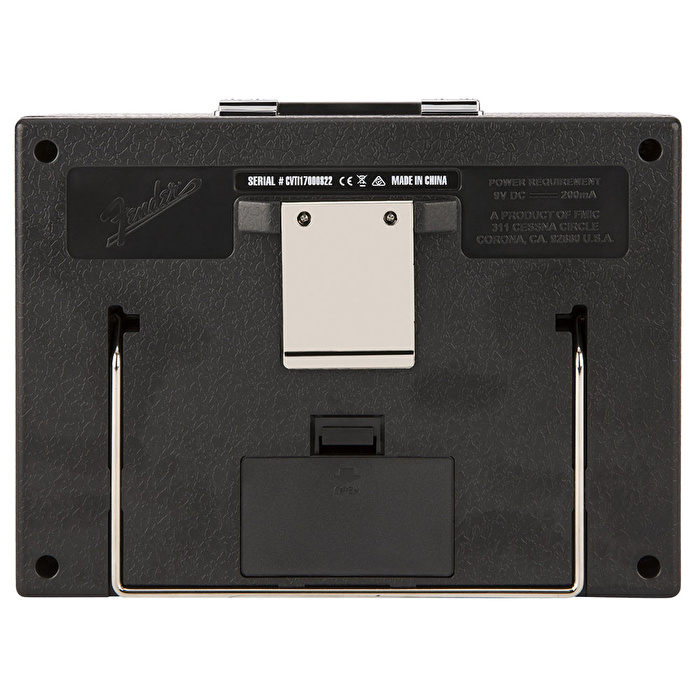 SERIAL # CVTI17000822 CE MADE IN CHINA
Fender
POWER REQUIREMENT
9V DC 200mA
A PRODUCT OF FMIC
311 CESSNA CIRCLE
CORONA, CA. 92880 U.S.A.